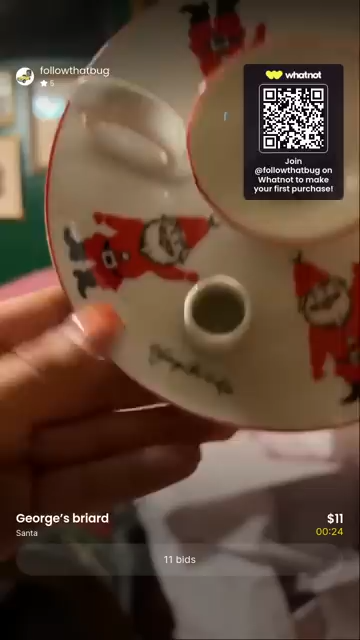 followthatbug
★ 5
whatnot
Join
@followthatbug on
Whatnot to make
your first purchase!
George's briard
$11
Santa
00:24
11 bids